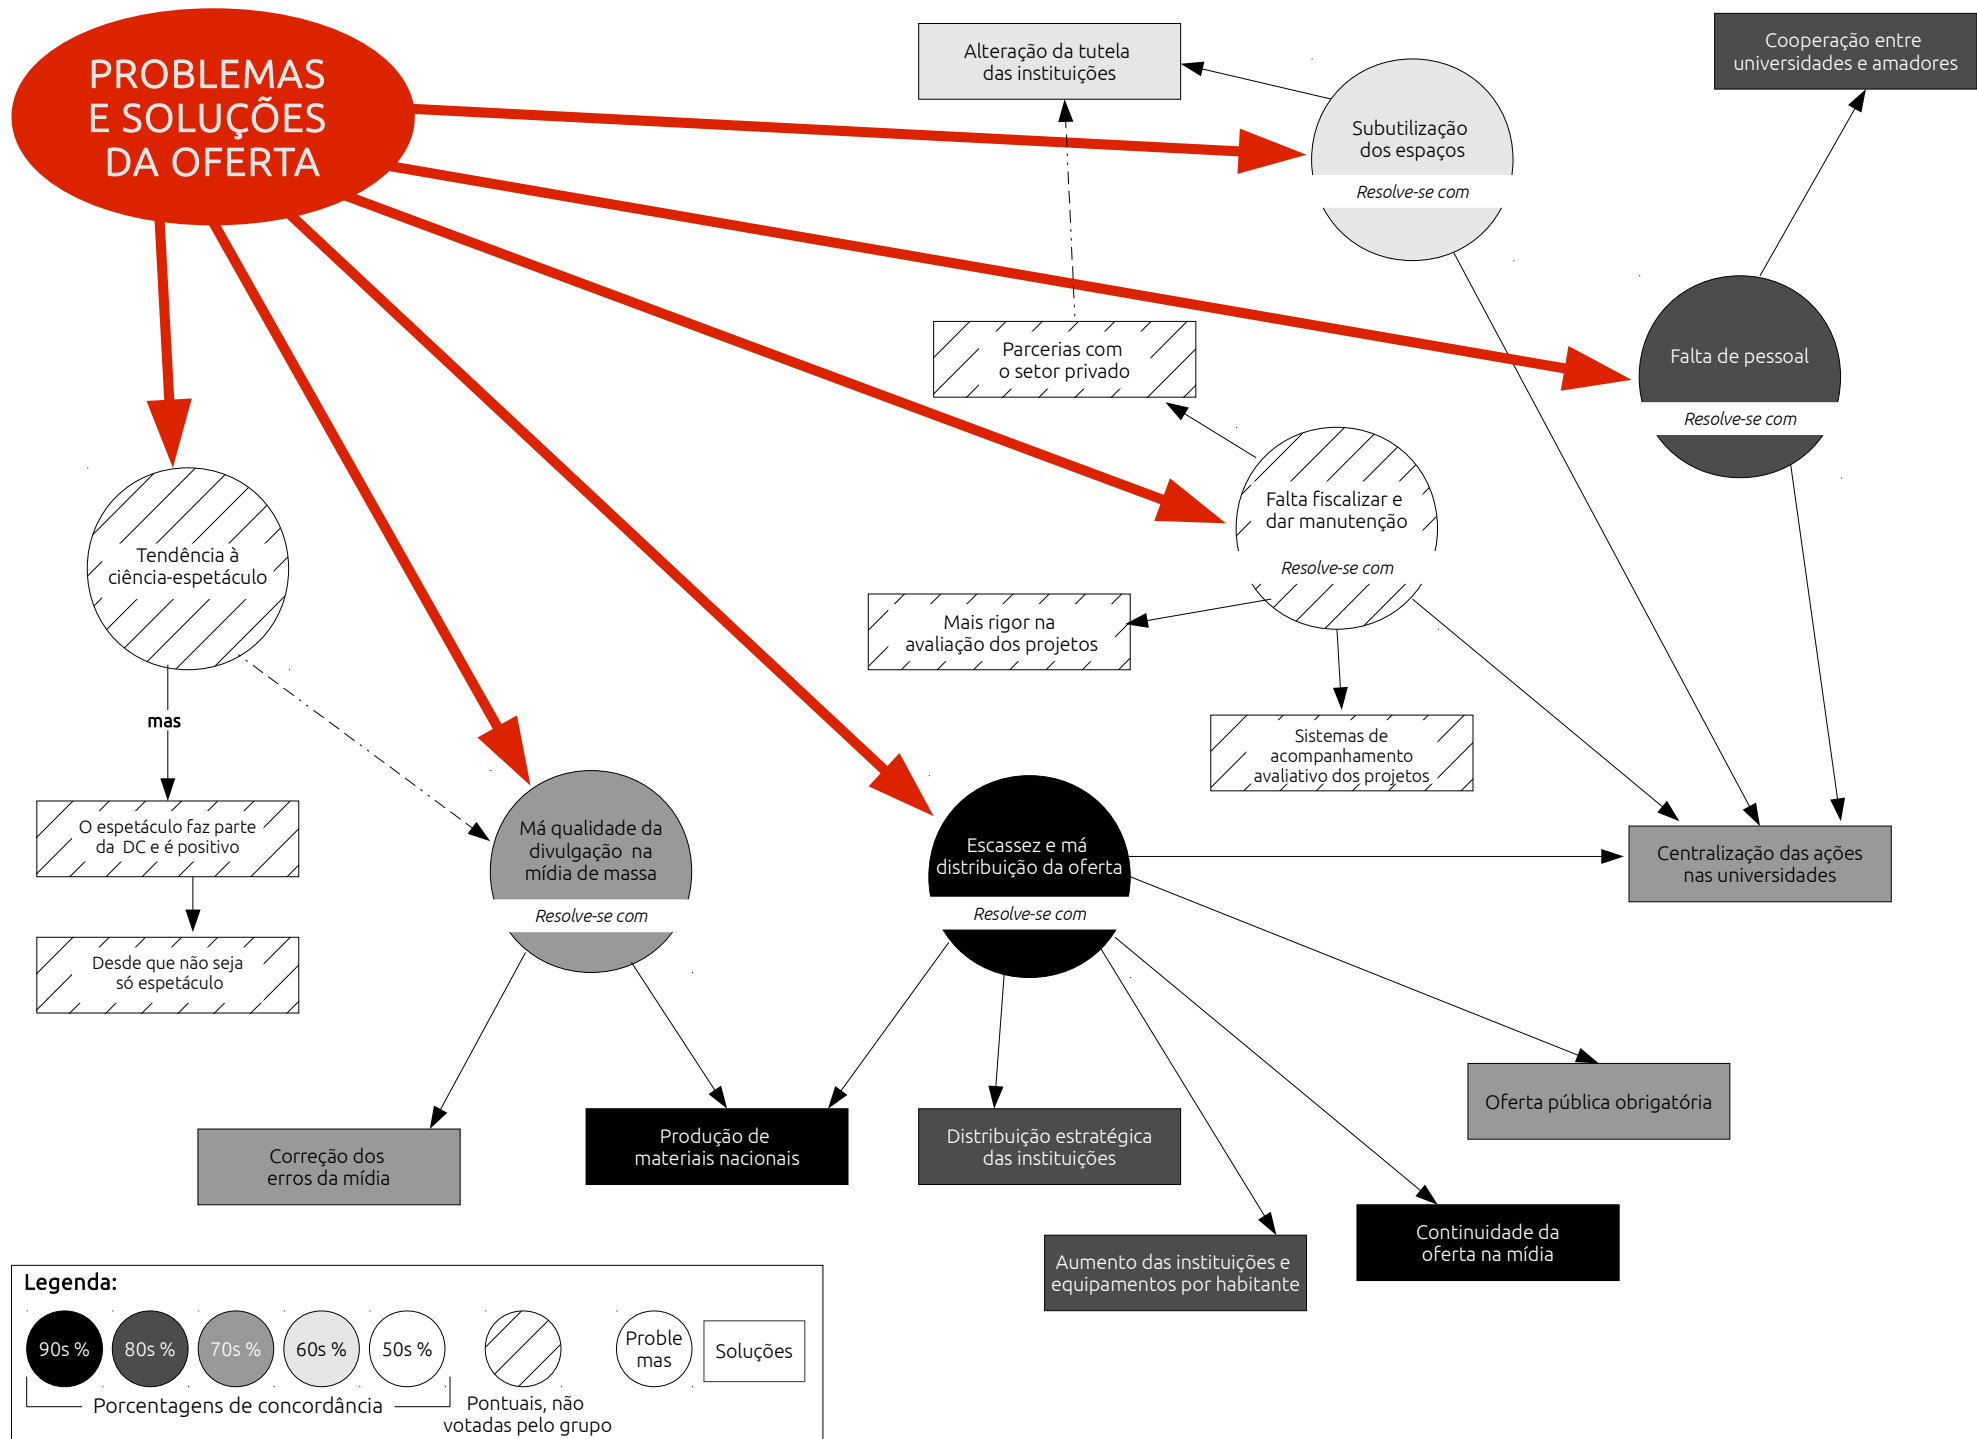 PROBLEMAS
E SOLUÇÕES
DA OFERTA
Alteração da tutela
das instituições
Cooperação entre
universidades e amadores
Subutilização
dos espaços
Resolve-se com
Parcerias com
o setor privado
Falta de pessoal
Resolve-se com
Falta fiscalizar e
dar manutenção
Resolve-se com
Tendência à
ciência-espetáculo
mas
Mais rigor na
avaliação dos projetos
Sistemas de
acompanhamento
avaliativo dos projetos
O espetáculo faz parte
da DC e é positivo
Desde que não seja
só espetáculo
Má qualidade da
divulgação na
mídia de massa
Resolve-se com
Escassez e má
distribuição da oferta
Resolve-se com
Centralização das ações
nas universidades
Oferta pública obrigatória
Correção dos
erros da mídia
Produção de
materiais nacionais
Distribuição estratégica
das instituições
Aumento das instituições e
equipamentos por habitante
Continuidade da
oferta na mídia
Legenda:
90s %
80s %
70s %
60s %
50s %
Proble
mas
Soluções
Porcentagens de concordância
Pontuais, não
votadas pelo grupo